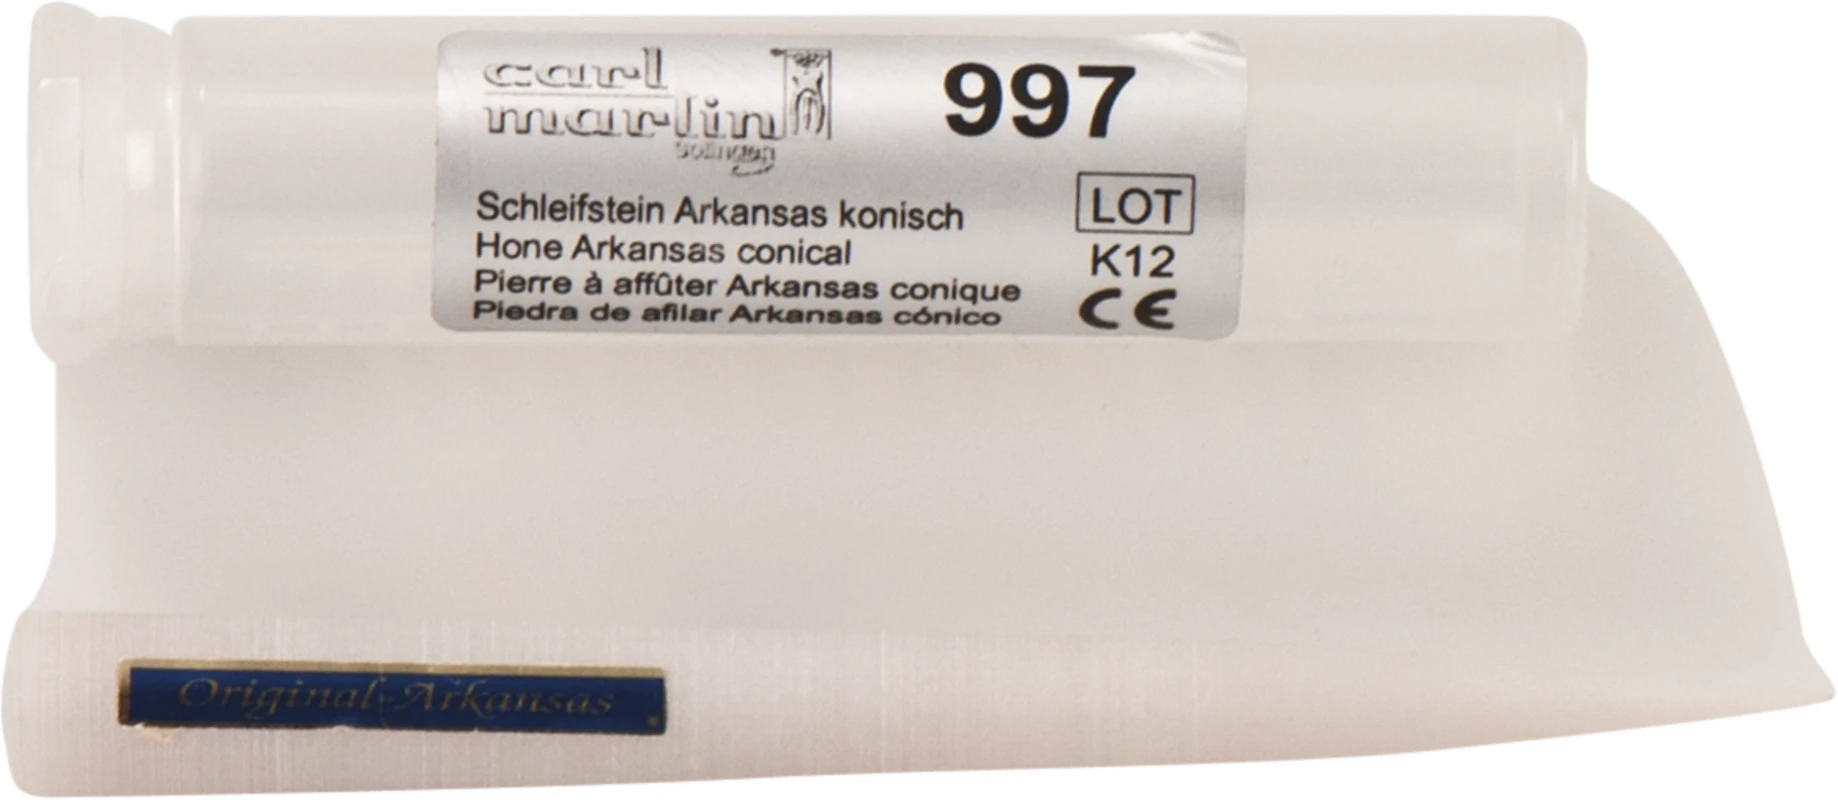 carl
martin
Solingen
997
Schleifstein Arkansas konisch
Hone Arkansas conical
Pierre à affûter Arkansas conique
Piedra de afilar Arkansas cónico
LOT
K12
CE
Original-Arkansas